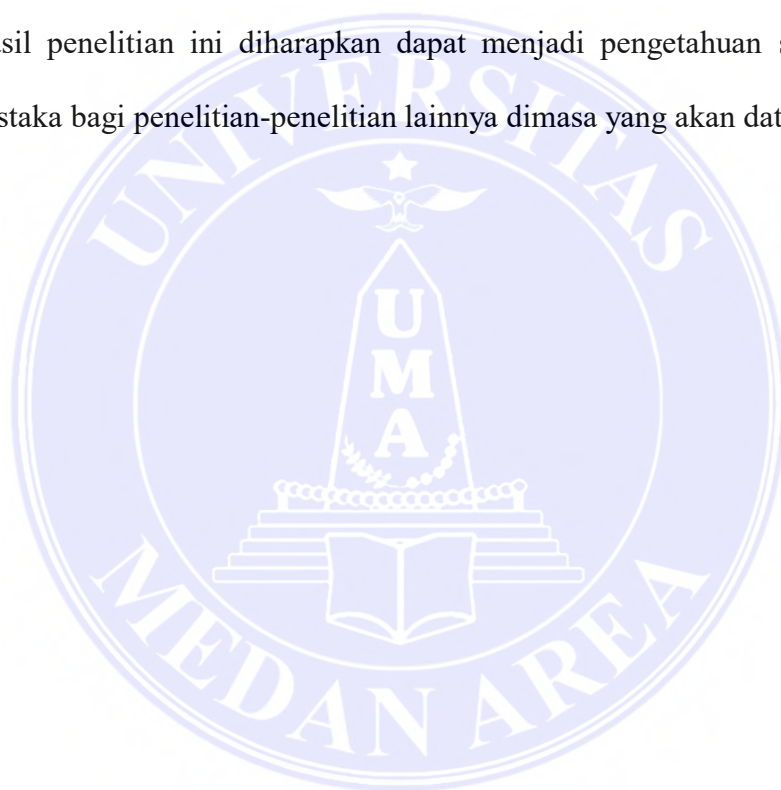 sil penelitian ini diharapkan dapat menjadi pengetahuan
staka bagi penelitian-penelitian lainnya dimasa yang akan dat
UNIVERSITAS
UMA
MEDAN AREA